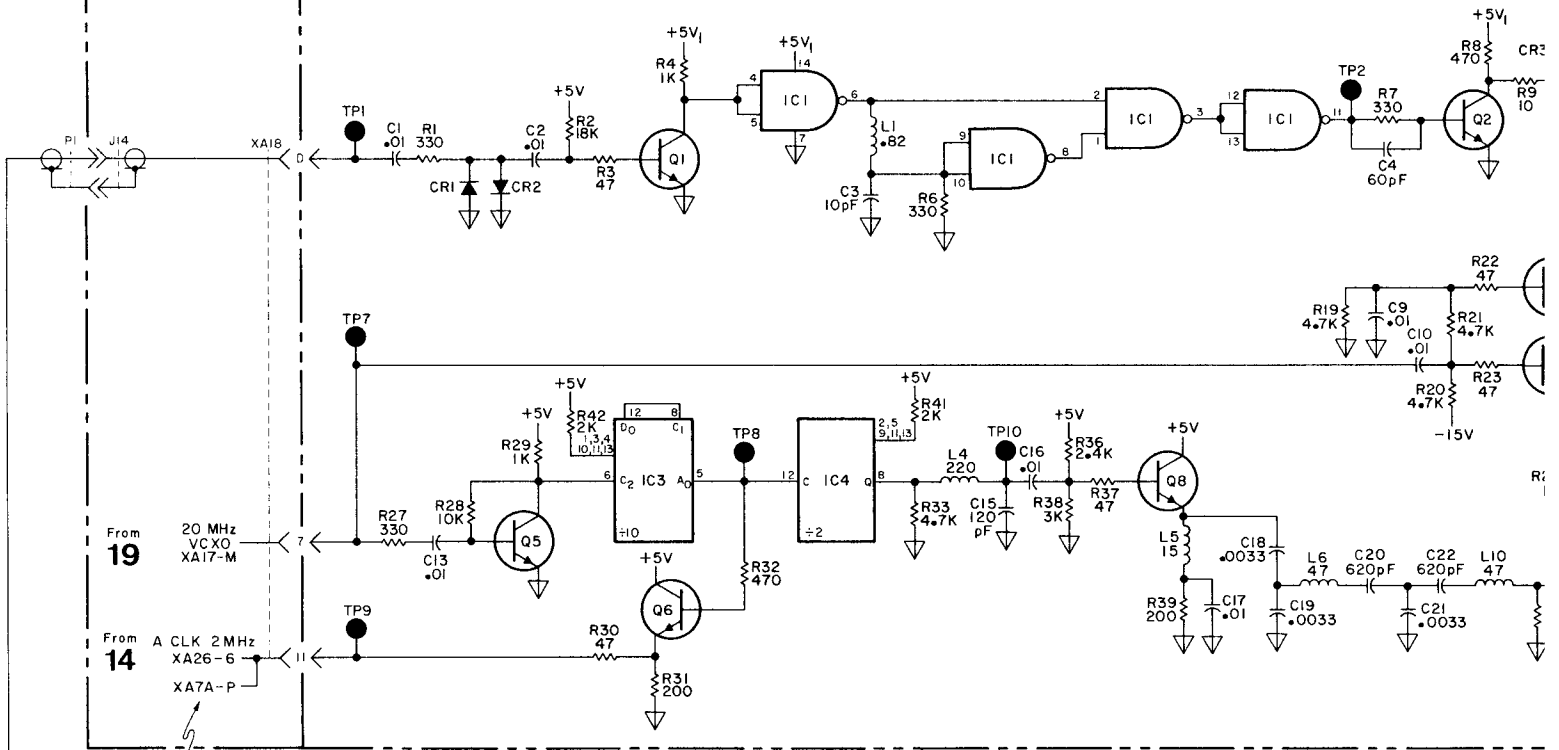 +5V1
R8
470
CR3
R9
10
+5V1
R4
1K
+5V1
14
4
5
IC1
6
7
TP2
2
1
IC1
3
12
13
IC1
11
R7
330
C4
60pF
Q2
TP1
C1
.01
R1
330
C2
.01
+5V
R2
18K
R3
47
Q1
CR1
CR2
L1
.82
9
10
IC1
8
C3
10pF
R6
330
P1
J14
XA18
D
TP7
R22
47
R19
4.7K
C9
.01
R21
4.7K
C10
.01
R23
47
R20
4.7K
-15V
+5V
R42
2K
1,3,4
10,11,13
12
8
D0
C1
6
C2
IC3
A0
5
÷10
+5V
R29
1K
TP8
+5V
R41
2K
2,5
9,11,13
12
C
IC4
Q
8
÷2
TP10
L4
220
C16
.01
+5V
R36
2.4K
R37
47
+5V
Q8
R33
4.7K
C15
120
pF
R38
3K
R28
10K
R27
330
C13
.01
Q5
From
19
20 MHz
VCXO
XA17-M
7
+5V
R32
470
Q6
L5
15
C18
.0033
L6
47
C20
620pF
C22
620pF
L10
47
R39
200
C17
.01
C19
.0033
C21
.0033
TP9
R30
47
R31
200
From
14
A CLK 2MHz
XA26-6
11
XA7A-P